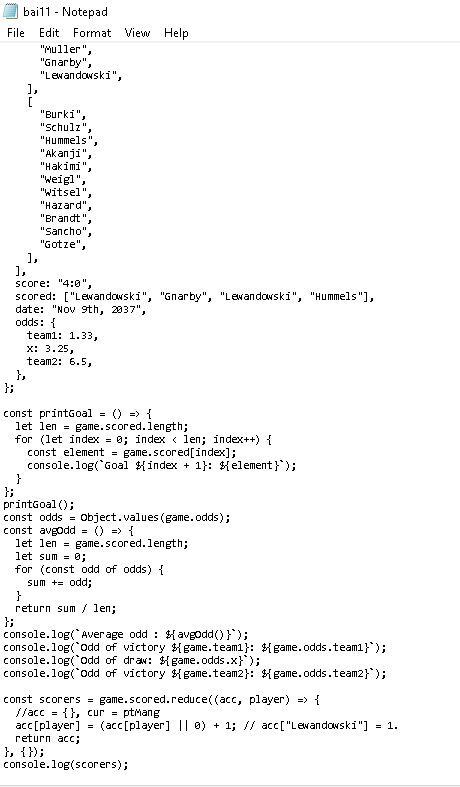 bai11 - Notepad
File Edit Format View Help
      "Muller",
      "Gnarby",
      "Lewandowski",
    ],
    [
      "Burki",
      "Schulz",
      "Hummels",
      "Akanji",
      "Hakimi",
      "Weigl",
      "Witsel",
      "Hazard",
      "Brandt",
      "Sancho",
      "Gotze",
    ],
  ],
  score: "4:0",
  scored: ["Lewandowski", "Gnarby", "Lewandowski", "Hummels"],
  date: "Nov 9th, 2037",
  odds: {
    team1: 1.33,
    x: 3.25,
    team2: 6.5,
  },
};
const printGoal = () => {
  let len = game.scored.length;
  for (let index = 0; index < len; index++) {
    const element = game.scored[index];
    console.log(`Goal ${index + 1}: ${element}`);
  }
};
printGoal();
const odds = Object.values(game.odds);
const avgOdd = () => {
  let len = game.scored.length;
  let sum = 0;
  for (const odd of odds) {
    sum += odd;
  }
  return sum / len;
};
console.log(`Average odd : ${avgOdd()}`);
console.log(`Odd of victory ${game.team1}: ${game.odds.team1}`);
console.log(`Odd of draw: ${game.odds.x}`);
console.log(`Odd of victory ${game.team2}: ${game.odds.team2}`);
const scorers = game.scored.reduce((acc, player) => {
  //acc = {}, cur = ptMang
  acc[player] = (acc[player] || 0) + 1; // acc["Lewandowski"] = 1.
  return acc;
}, {});
console.log(scorers);